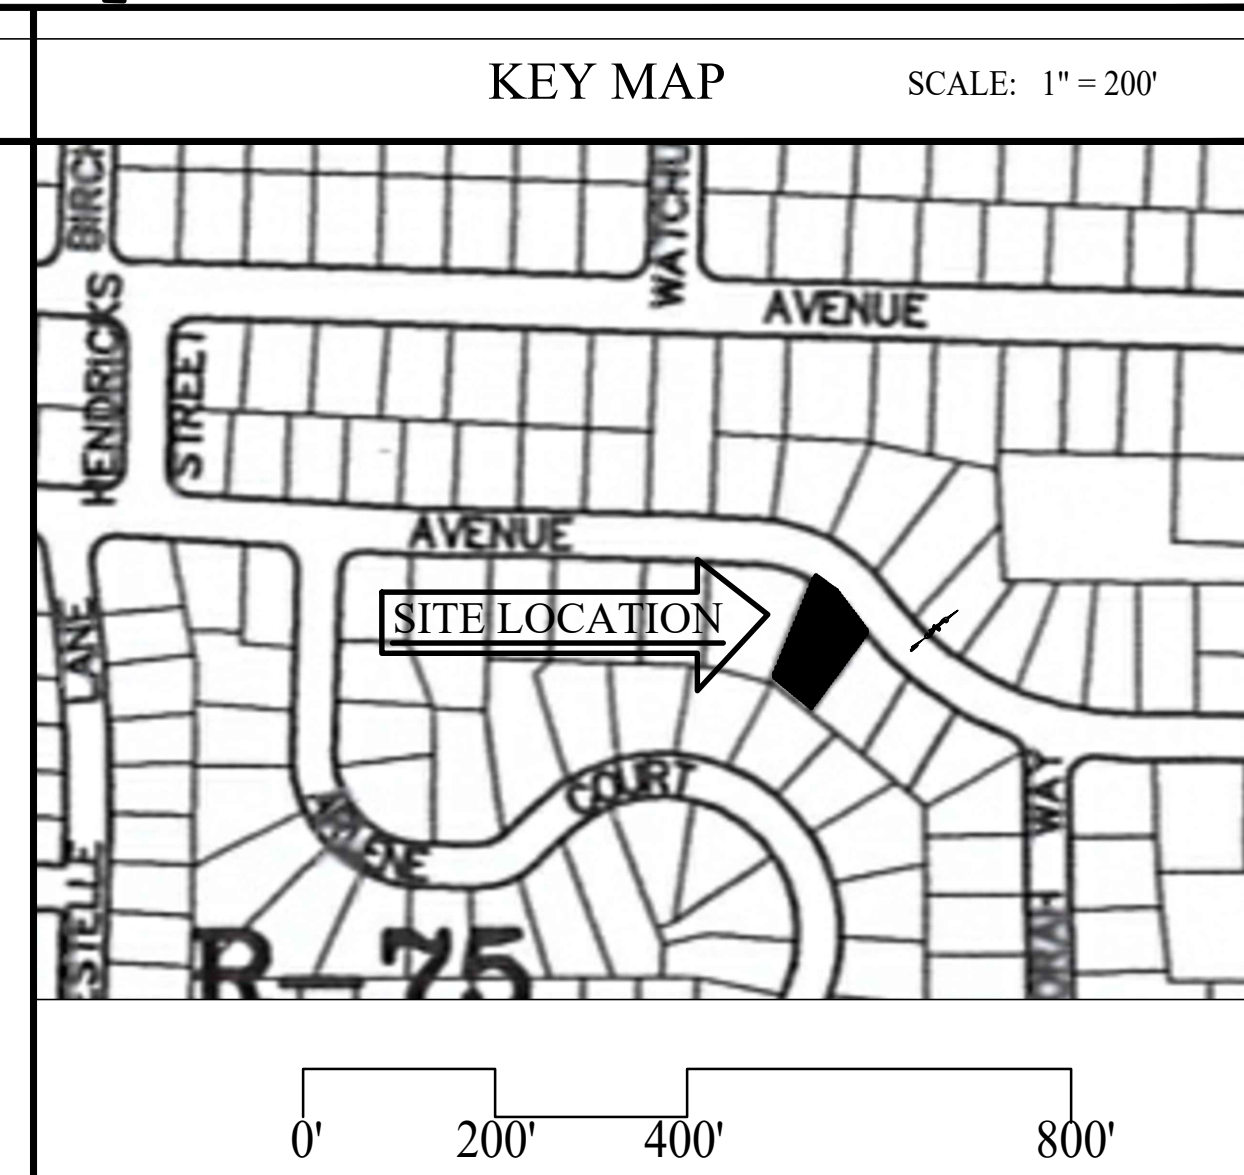 KEY MAP
SCALE: 1" = 200'
BIRCH
WATCHU
AVENUE
HENDRICKS
STREET
AVENUE
SITE LOCATION
LANE
COURT
WAY
R-75
0' 200' 400' 800'